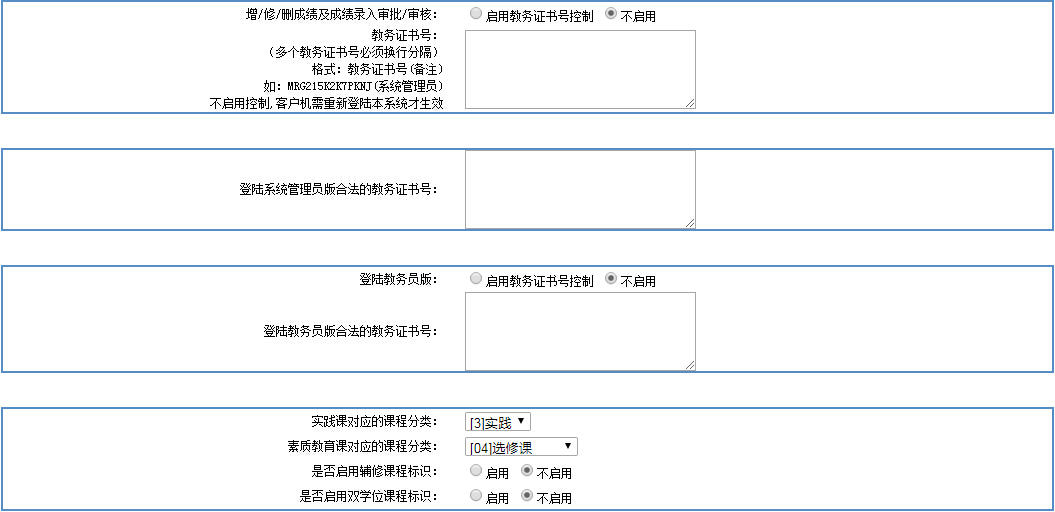 增/修/删成绩及成绩录入审批/审核： 启用教务证书号控制 不启用
教务证书号：
（多个教务证书号必须换行分隔）
格式：教务证书号(备注)
如：MRG215K2K7PKNJ(系统管理员)
不启用控制,客户机需重新登陆本系统才生效
登陆系统管理员版合法的教务证书号：
登陆教务员版： 启用教务证书号控制 不启用
登陆教务员版合法的教务证书号：
实践课对应的课程分类： [3]实践
素质教育课对应的课程分类： [04]选修课
是否启用辅修课程标识： 启用 不启用
是否启用双学位课程标识： 启用 不启用